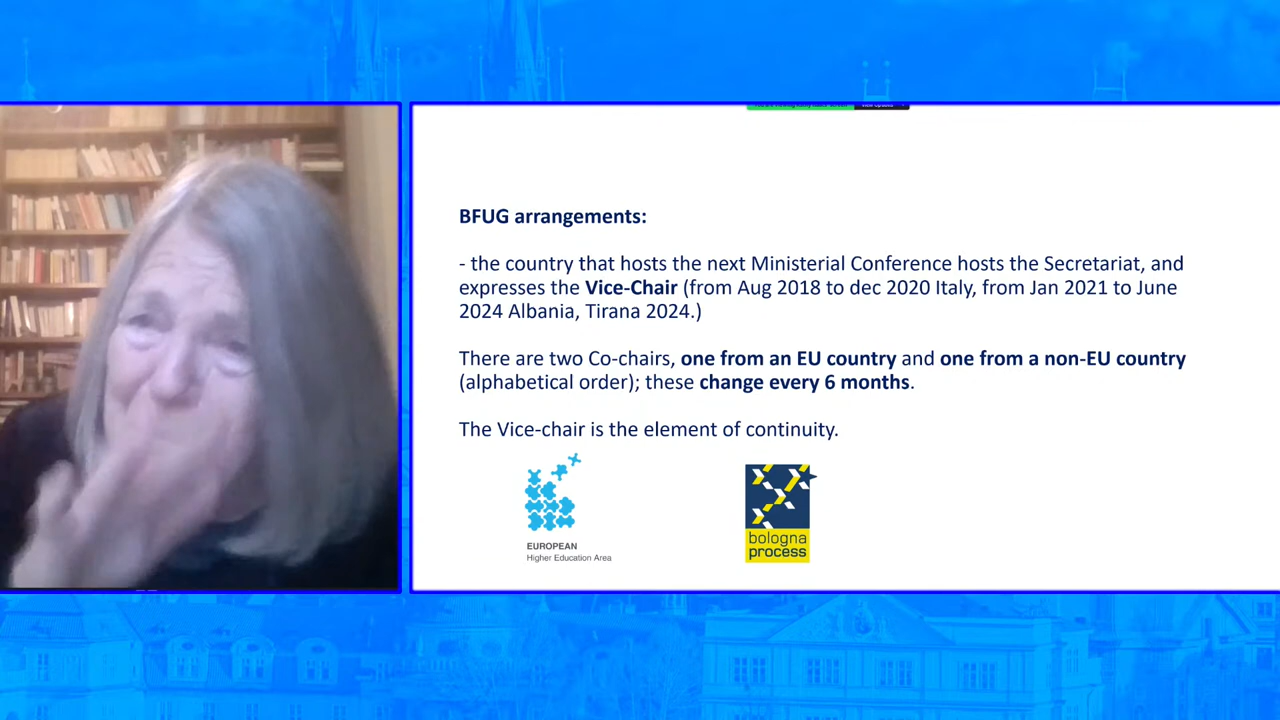 BFUG arrangements:
- the country that hosts the next Ministerial Conference hosts the Secretariat, and
expresses the Vice-Chair (from Aug 2018 to dec 2020 Italy, from Jan 2021 to June
2024 Albania, Tirana 2024.)
There are two Co-chairs, one from an EU country and one from a non-EU country
(alphabetical order); these change every 6 months.
The Vice-chair is the element of continuity.
EUROPEAN
Higher Education Area
bologna
process